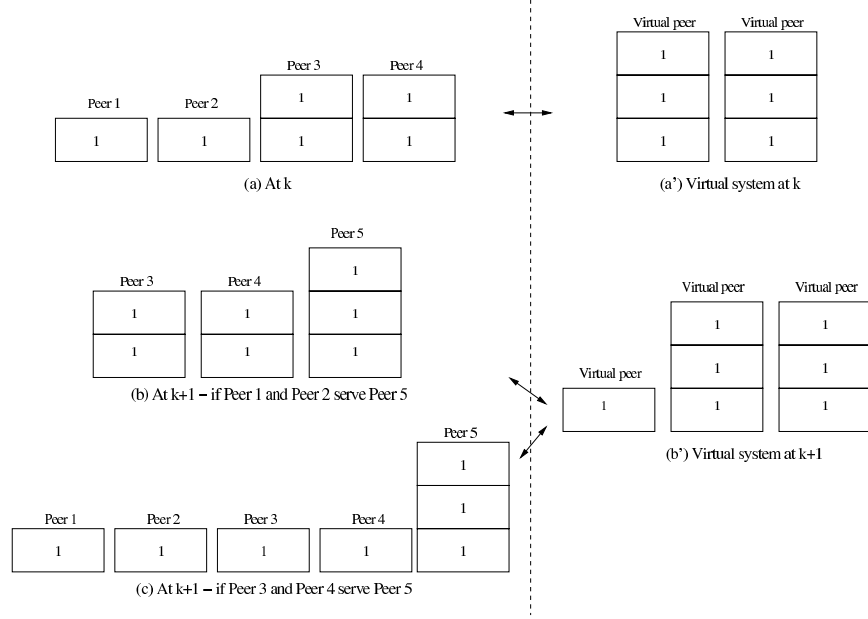 Virtual peer Virtual peer
Peer 3 Peer 4
Peer 1 Peer 2
1 1
1 1 1 1
1 1 1 1 1 1
(a) At k
(a’) Virtual system at k
Peer 5
1
Peer 3 Peer 4
1 1 1
1 1 1
(b) At k+1 – if Peer 1 and Peer 2 serve Peer 5
Virtual peer Virtual peer
1 1
1 1
Virtual peer
1 1 1
(b’) Virtual system at k+1
Peer 5
1
1
Peer 1 Peer 2 Peer 3 Peer 4
1 1 1 1 1
(c) At k+1 – if Peer 3 and Peer 4 serve Peer 5